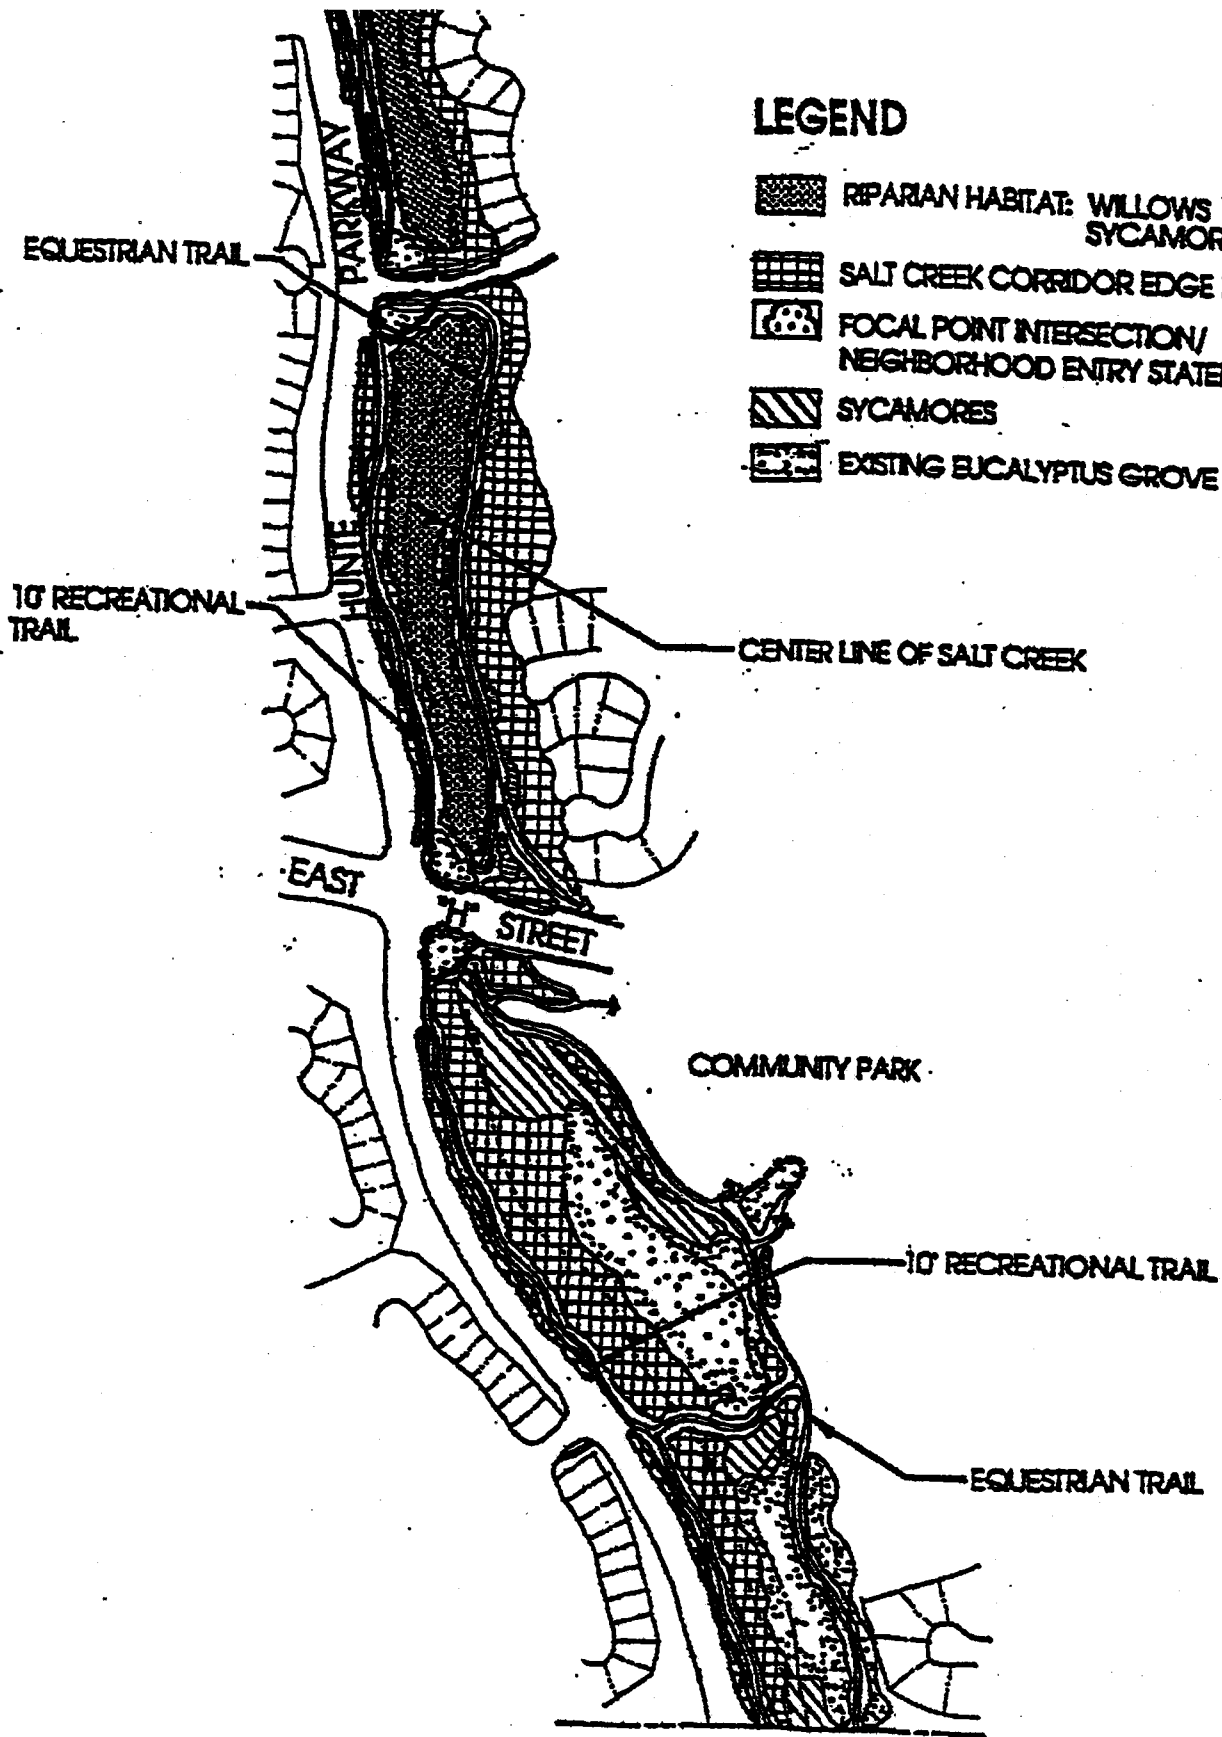 LEGEND
RIPARIAN HABITAT: WILLOWS
SYCAMOR
SALT CREEK CORRIDOR EDGE
FOCAL POINT INTERSECTION/
NEIGHBORHOOD ENTRY STATE
SYCAMORES
EXISTING EUCALYPTUS GROVE
PARKWAY
EQUESTRIAN TRAIL
HUNTE
10' RECREATIONAL
TRAIL
CENTER LINE OF SALT CREEK
EAST
"H" STREET
COMMUNITY PARK
10' RECREATIONAL TRAIL
EQUESTRIAN TRAIL